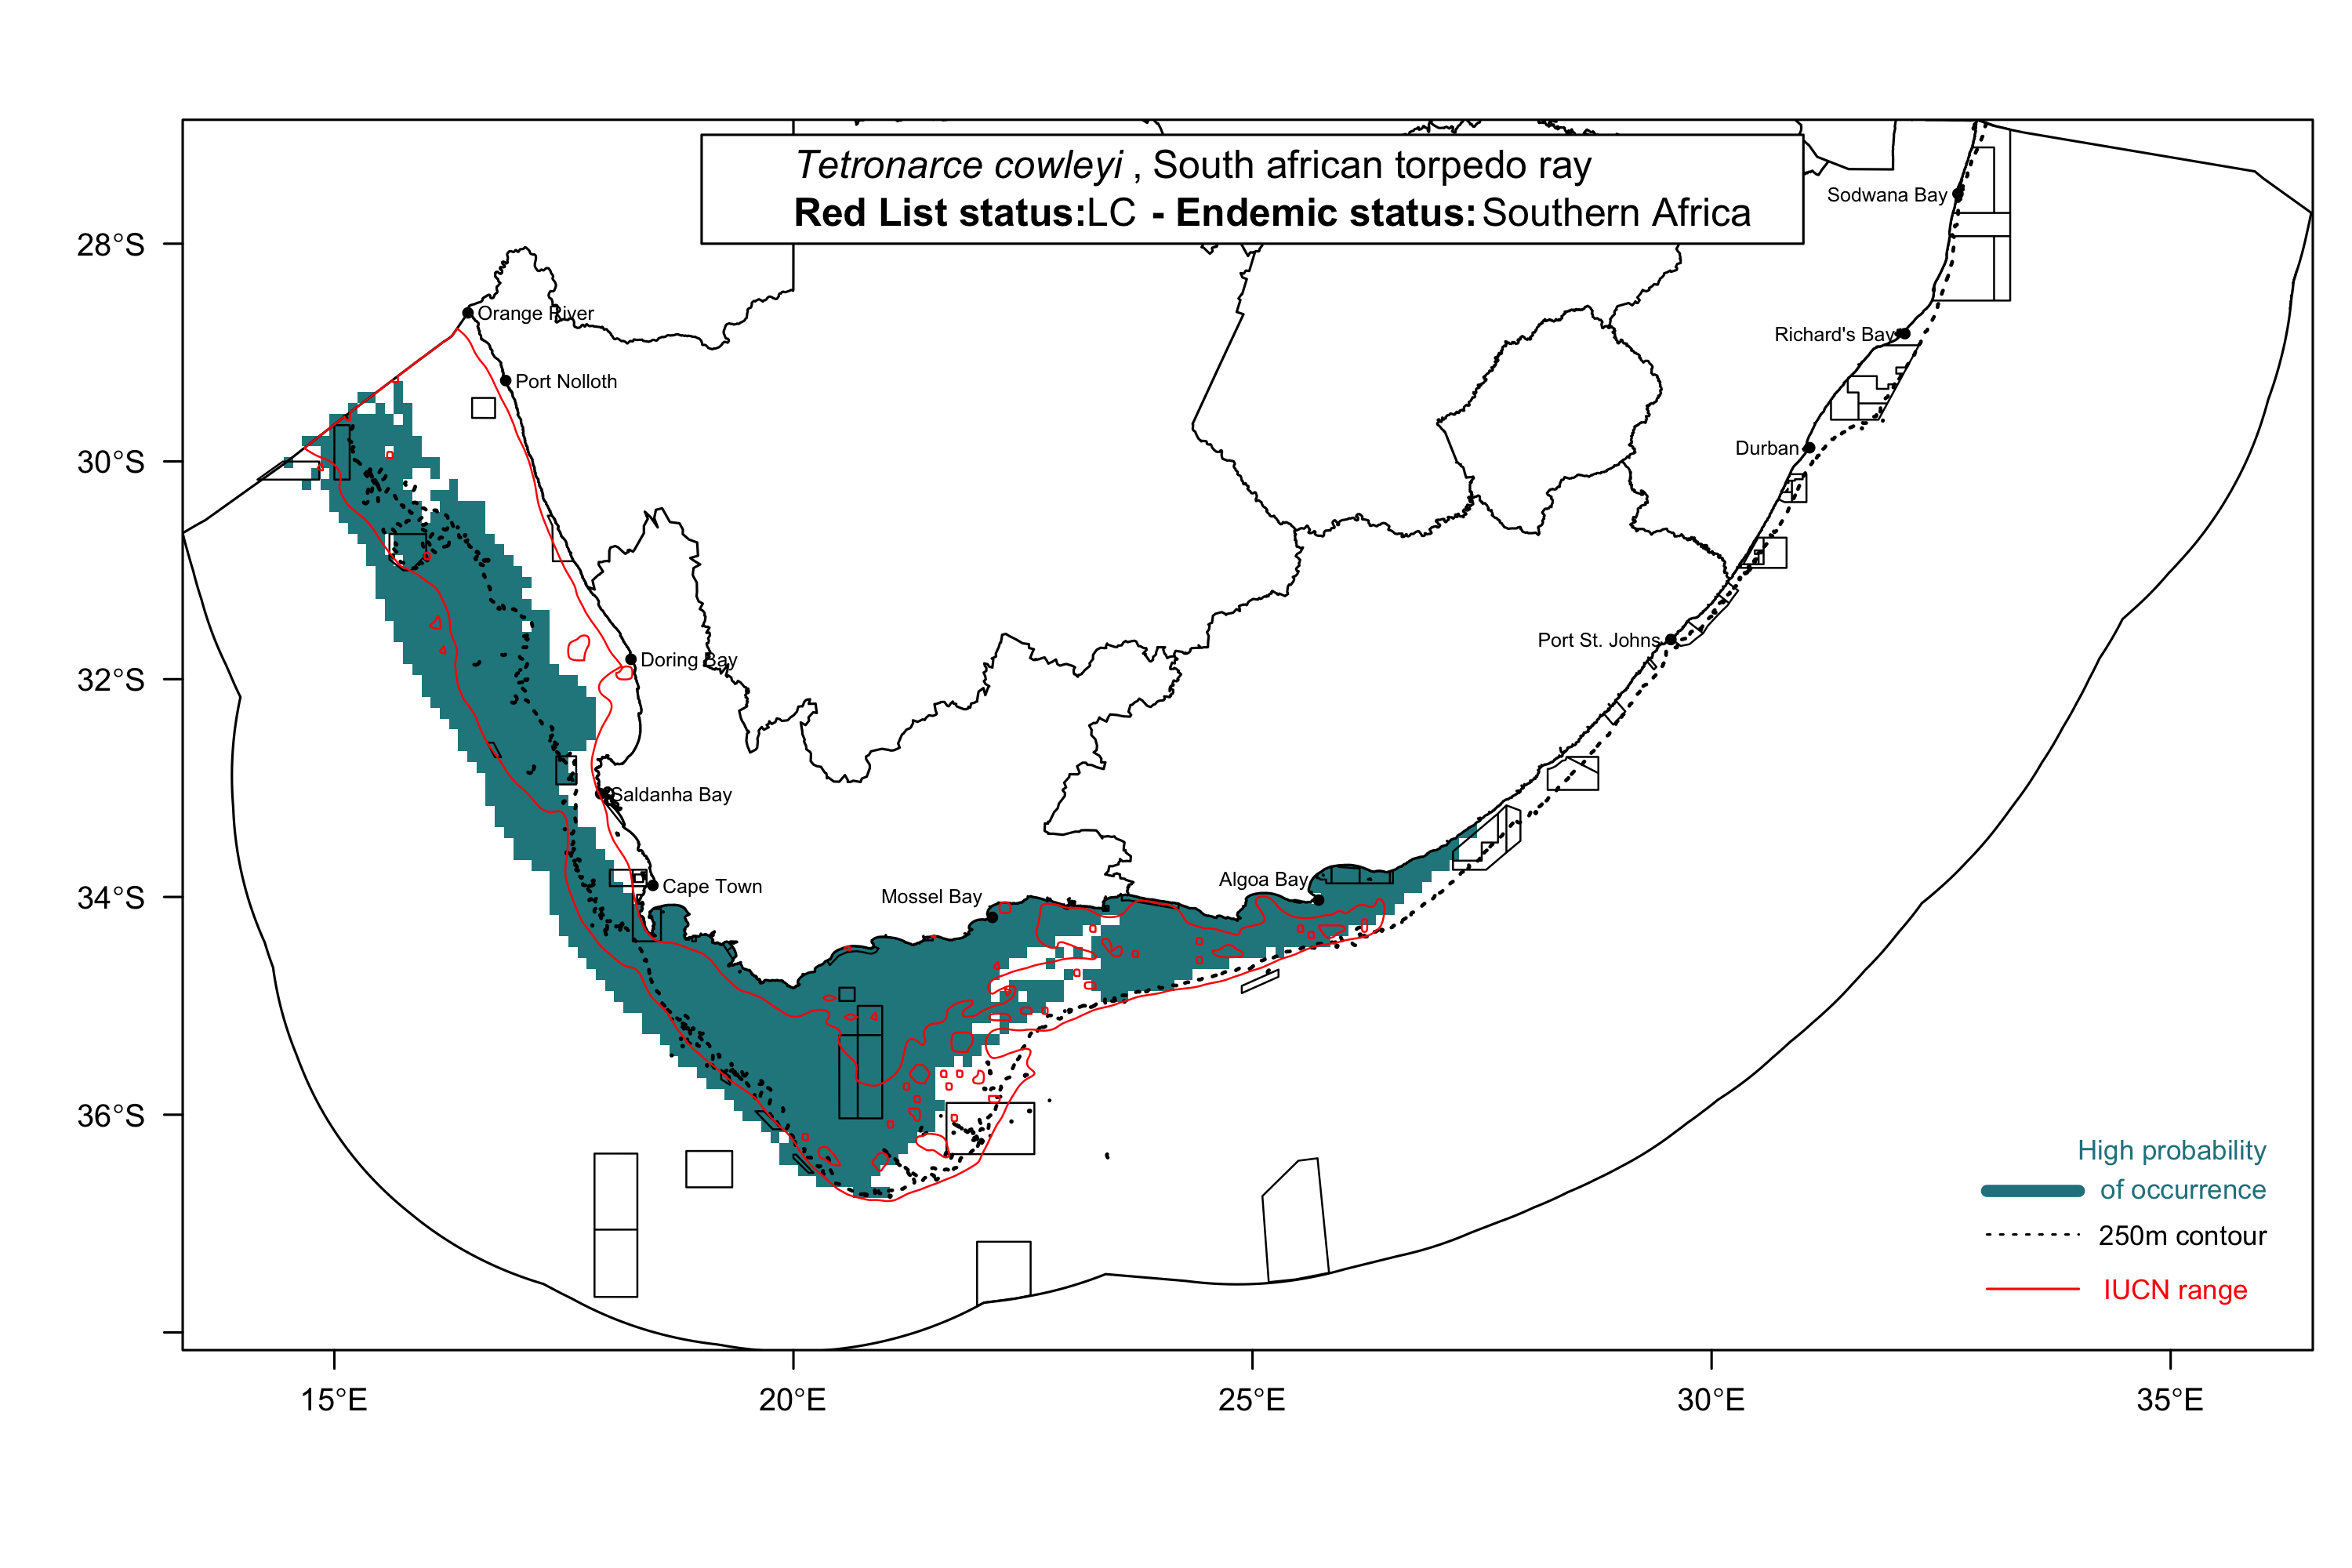 Tetronarce cowleyi , South african torpedo ray
Red List status:LC - Endemic status:Southern Africa
28°S
30°S
32°S
34°S
36°S
15°E
20°E
25°E
30°E
35°E
Sodwana Bay
Orange River
Richard's Bay
Port Nolloth
Durban
Port St. Johns
Doring Bay
Saldanha Bay
Cape Town
Algoa Bay
Mossel Bay
High probability
of occurrence
250m contour
IUCN range